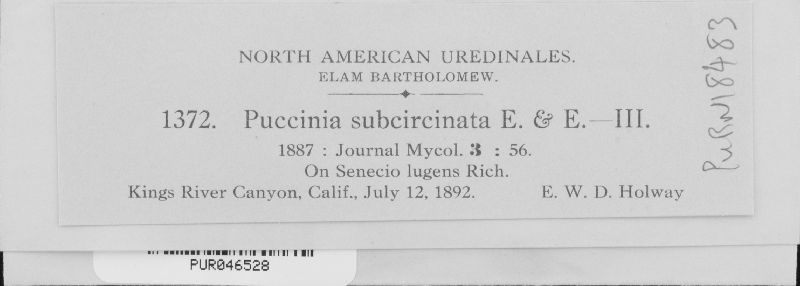 NORTH AMERICAN UREDINALES.
ELAM BARTHOLOMEW.
1372. Puccinia subcircinata E. & E.—III.
1887 : Journal Mycol. 3 : 56.
On Senecio lugens Rich.
Kings River Canyon, Calif., July 12, 1892. E. W. D. Holway
PURN18483
PUR046528